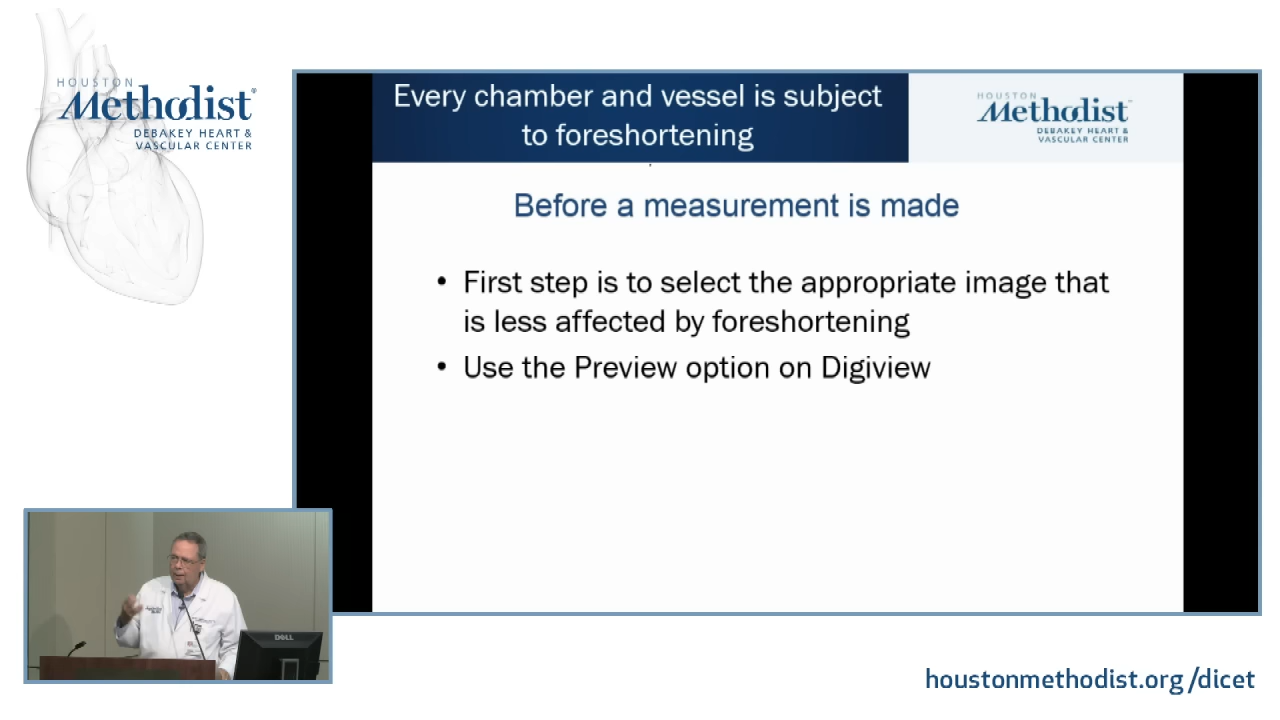 HOUSTON
Methodist
DEBAKEY HEART &
VASCULAR CENTER
Every chamber and vessel is subject
to foreshortening
HOUSTON
Methodist
DEBAKEY HEART &
VASCULAR CENTER
Before a measurement is made
• First step is to select the appropriate image that
is less affected by foreshortening
• Use the Preview option on Digiview
DELL
houstonmethodist.org/dicet